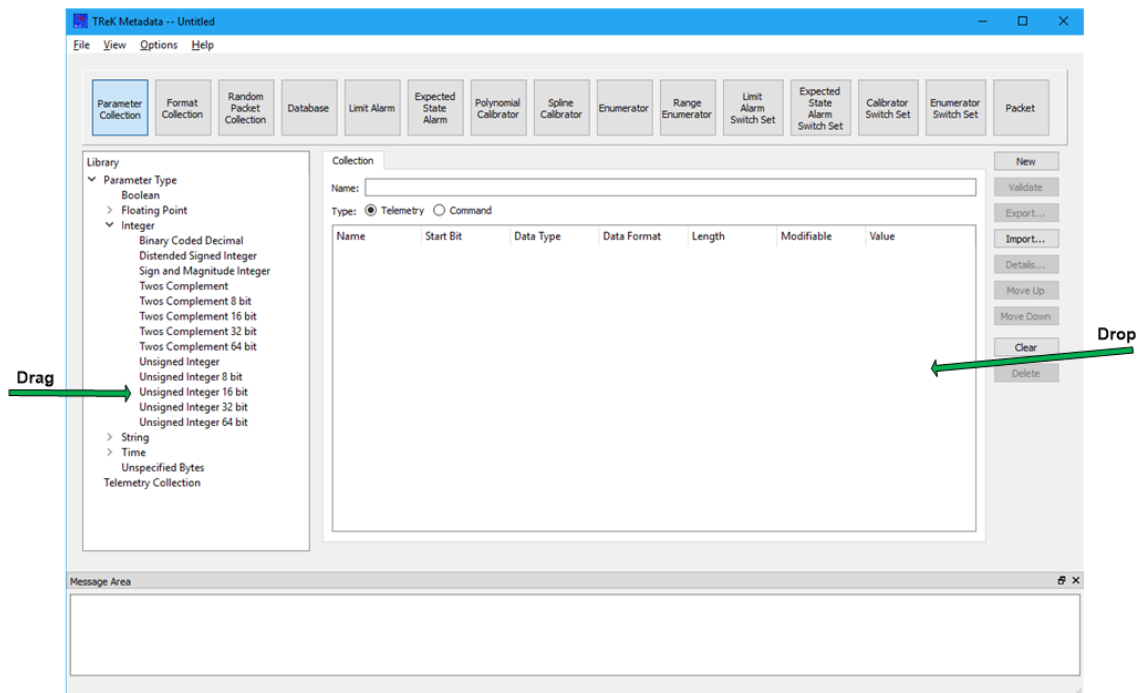 TReK Metadata -- Untitled
File View Options Help
Parameter Collection
Format Collection
Random Packet Collection
Database
Limit Alarm
Expected State Alarm
Polynomial Calibrator
Spline Calibrator
Enumerator
Range Enumerator
Limit Alarm Switch Set
Expected State Alarm Switch Set
Calibrator Switch Set
Enumerator Switch Set
Packet
Library
Parameter Type
Boolean
Floating Point
Integer
Binary Coded Decimal
Distended Signed Integer
Sign and Magnitude Integer
Twos Complement
Twos Complement 8 bit
Twos Complement 16 bit
Twos Complement 32 bit
Twos Complement 64 bit
Unsigned Integer
Unsigned Integer 8 bit
Unsigned Integer 16 bit
Unsigned Integer 32 bit
Unsigned Integer 64 bit
String
Time
Unspecified Bytes
Telemetry Collection
Drag
Collection
Name:
Type: Telemetry Command
Name Start Bit Data Type Data Format Length Modifiable Value
New
Validate
Export...
Import...
Details...
Move Up
Move Down
Clear
Delete
Drop
Message Area